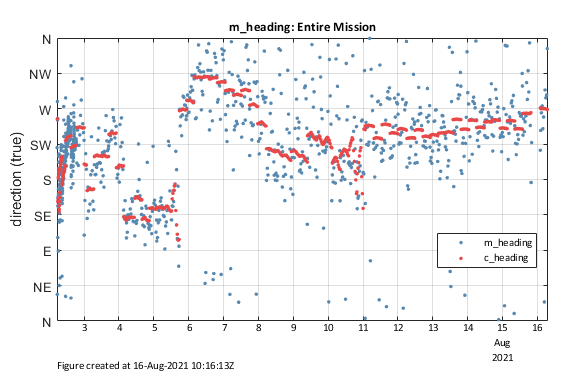 m_heading: Entire Mission
direction (true)
N
NW
W
SW
S
SE
E
NE
N
m_heading
c_heading
3 4 5 6 7 8 9 10 11 12 13 14 15 16
Aug
2021
Figure created at 16-Aug-2021 10:16:13Z